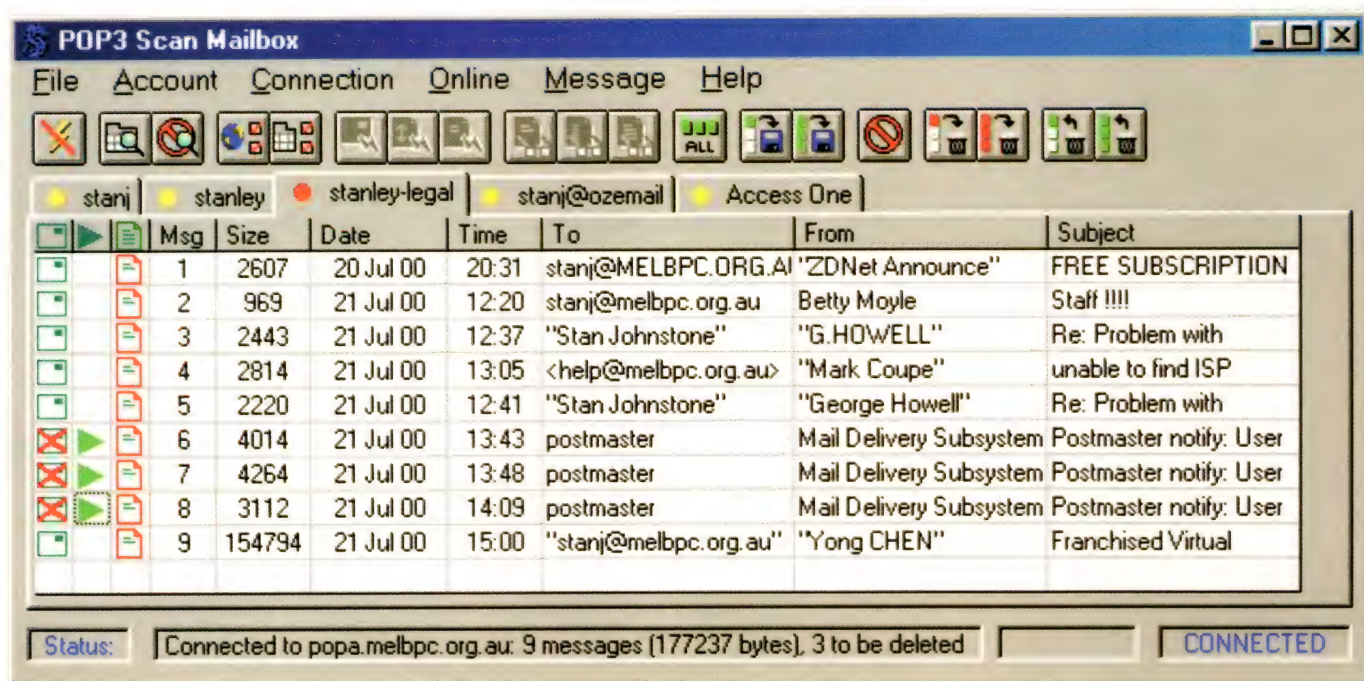 POP3 Scan Mailbox
File Account Connection Online Message Help
ALL
stanj stanley stanley-legal stanj@ozemail Access One
Msg Size Date Time To From Subject
1 2607 20 Jul 00 20:31 stanj@MELBPC.ORG.AU "ZDNet Announce" FREE SUBSCRIPTION
2 969 21 Jul 00 12:20 stanj@melbpc.org.au Betty Moyle Staff !!!!
3 2443 21 Jul 00 12:37 "Stan Johnstone" "G.HOWELL" Re: Problem with
4 2814 21 Jul 00 13:05 <help@melbpc.org.au> "Mark Coupe" unable to find ISP
5 2220 21 Jul 00 12:41 "Stan Johnstone" "George Howell" Re: Problem with
6 4014 21 Jul 00 13:43 postmaster Mail Delivery Subsystem Postmaster notify: User
7 4264 21 Jul 00 13:48 postmaster Mail Delivery Subsystem Postmaster notify: User
8 3112 21 Jul 00 14:09 postmaster Mail Delivery Subsystem Postmaster notify: User
9 154794 21 Jul 00 15:00 "stanj@melbpc.org.au" "Yong CHEN" Franchised Virtual
Status: Connected to popa.melbpc.org.au: 9 messages (177237 bytes), 3 to be deleted CONNECTED